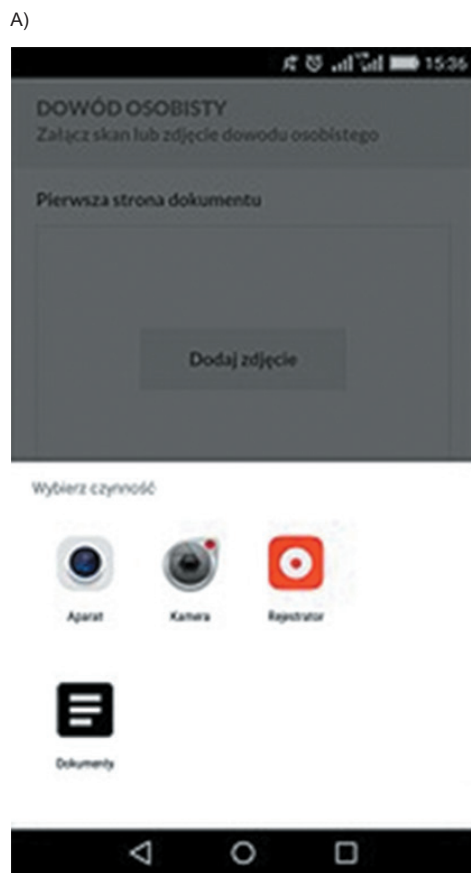 A)
15:36
DOWÓD OSOBISTY
Załącz skan lub zdjęcie dowodu osobistego
Pierwsza strona dokumentu
Dodaj zdjęcie
Wybierz czynność
Aparat Kamera Rejestrator
Dokumenty